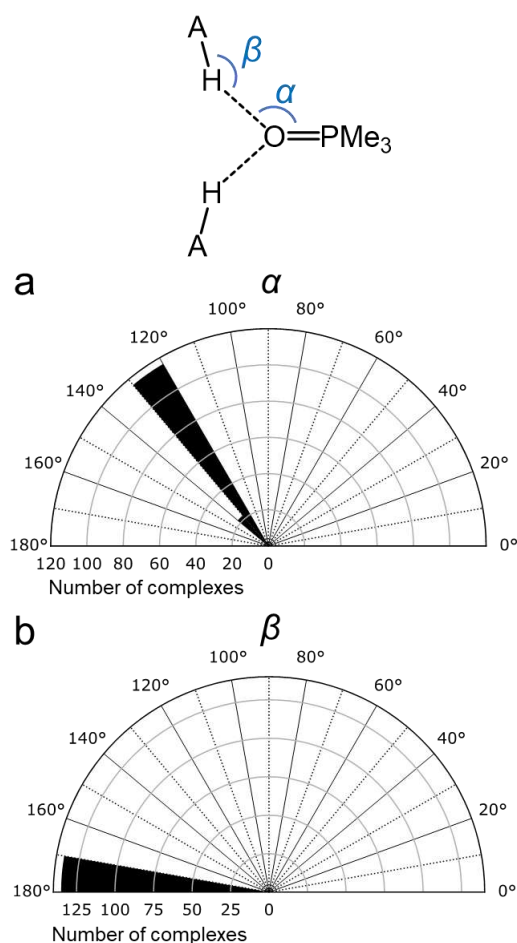 A
β
H
α
O=PMe3
H
A
a
α
100° 80°
120° 60°
140° 40°
160° 20°
180° 0°
120 100 80 60 40 20 0
Number of complexes
b
β
100° 80°
120° 60°
140° 40°
160° 20°
180° 0°
125 100 75 50 25 0
Number of complexes